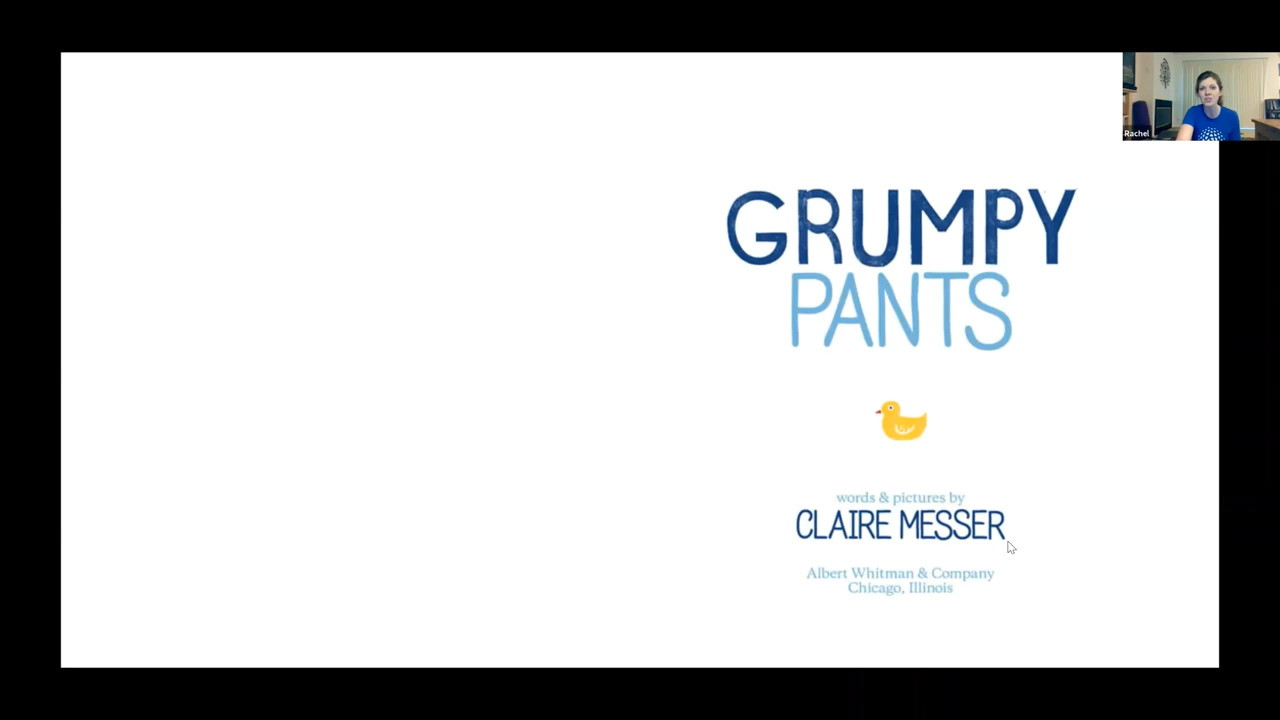 Rachel
GRUMPY
PANTS
words & pictures by
CLAIRE MESSER
Albert Whitman & Company
Chicago, Illinois